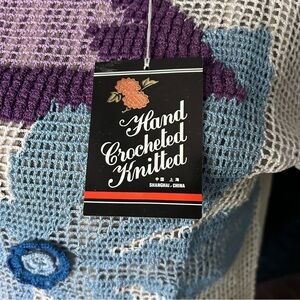 Hand
Crocheted
Knitted
中国 上海
SHANGHAI · CHINA